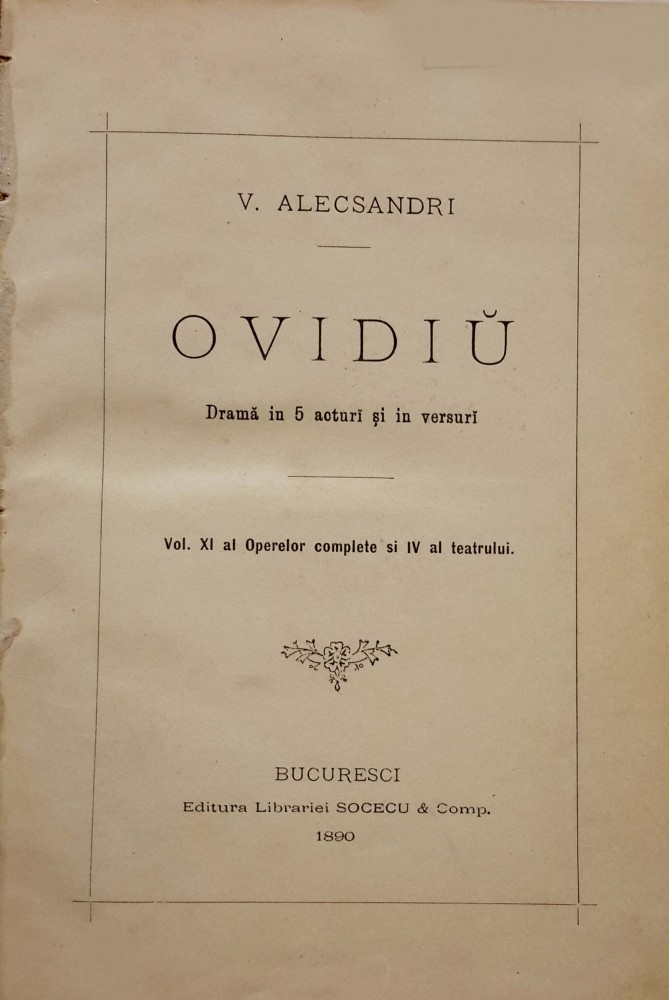 V. ALECSANDRI
OVIDIŬ
Dramă in 5 acturĭ și in versurĭ
Vol. XI al Operelor complete si IV al teatrului.
BUCURESCI
Editura Librariei SOCECU & Comp.
1890